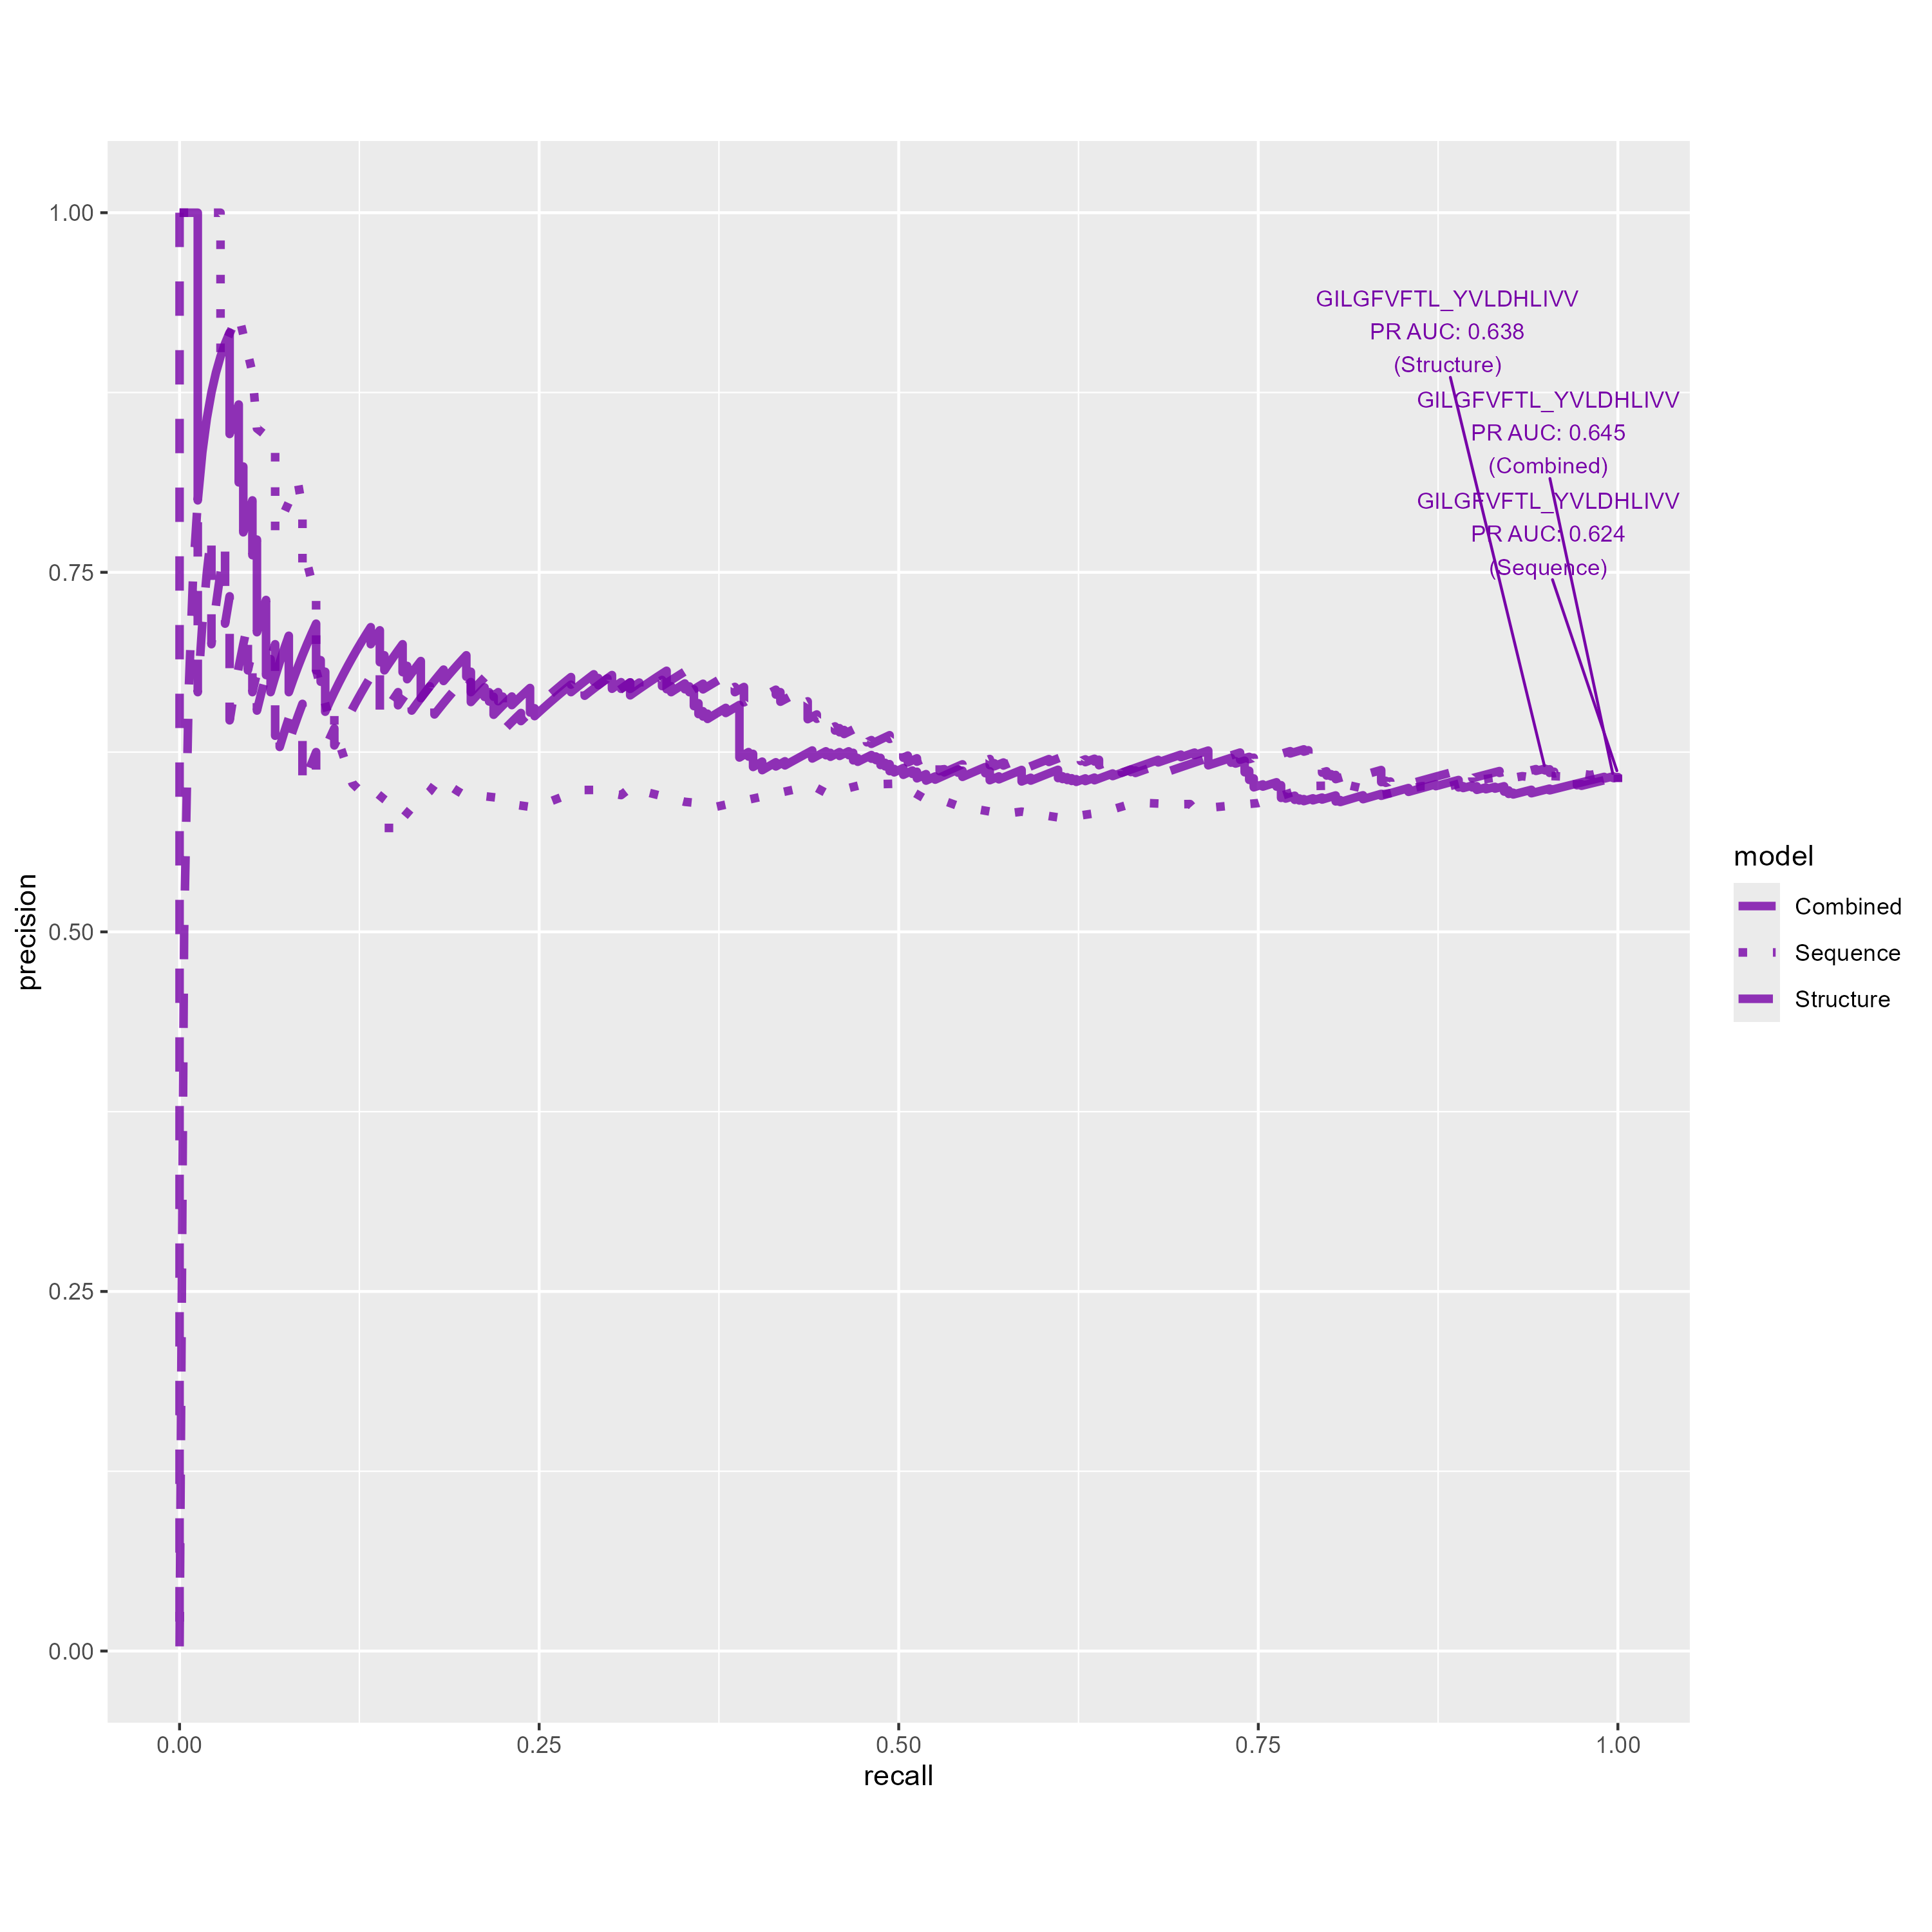 1.00
0.75
0.50
0.25
0.00
precision
GILGFVFTL_YVLDHLIVV
PR AUC: 0.638
(Structure)
GILGFVFTL_YVLDHLIVV
PR AUC: 0.645
(Combined)
GILGFVFTL_YVLDHLIVV
PR AUC: 0.624
(Sequence)
0.00
0.25
0.50
0.75
1.00
recall
model
Combined
Sequence
Structure